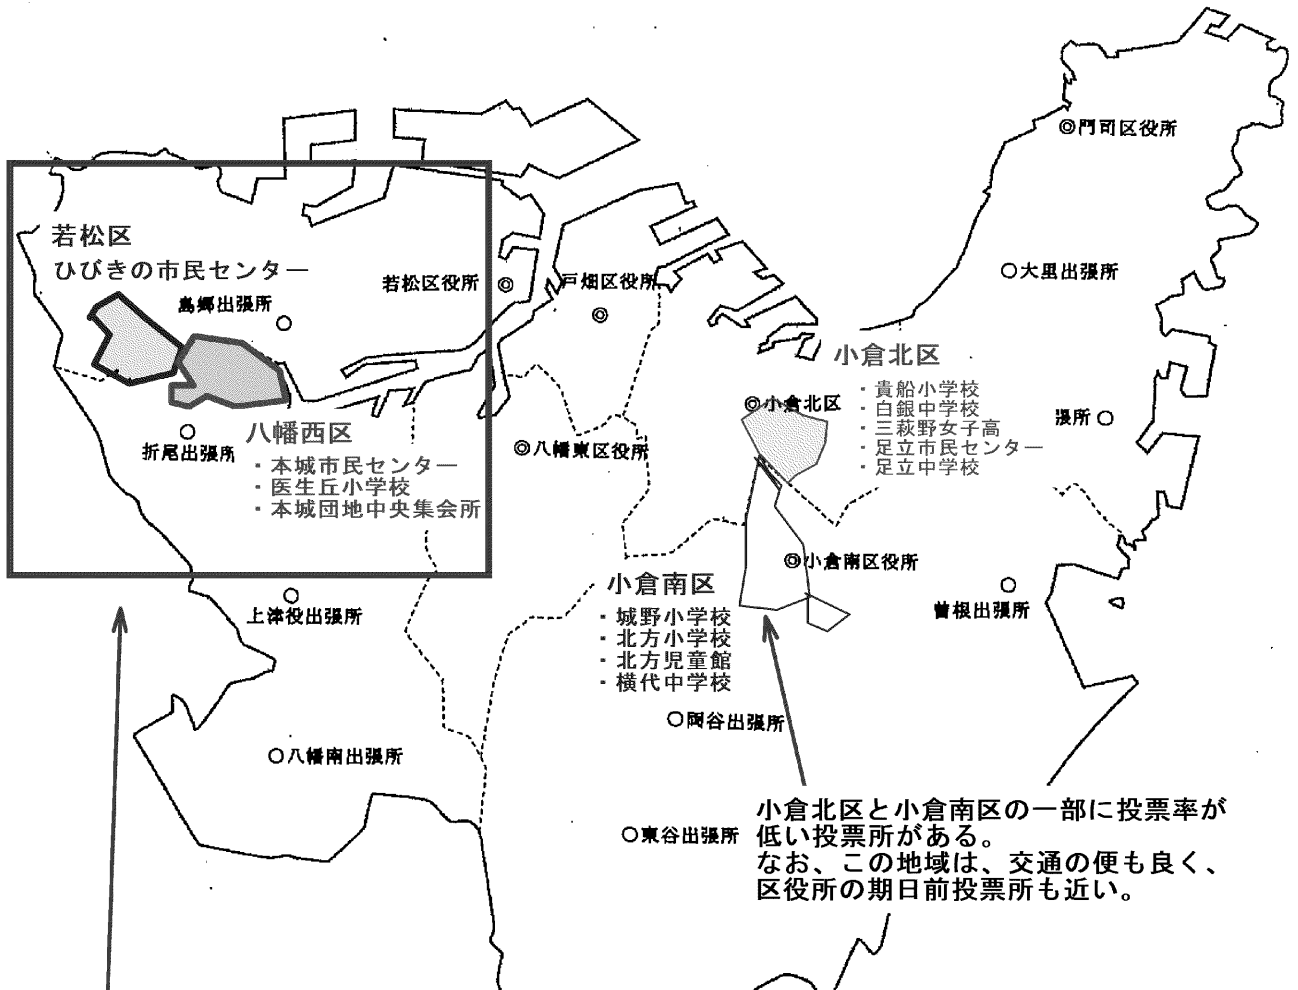 ◎門司区役所
若松区
ひびきの市民センター
○大里出張所
若松区役所 ◎
戸畑区役所
◎
島郷出張所
○
小倉北区
・貴船小学校
・白銀中学校
・三萩野女子高
・足立市民センター
・足立中学校
◎小倉北区
張所○
○
折尾出張所
八幡西区
・本城市民センター
・医生丘小学校
・本城団地中央集会所
◎八幡東区役所
◎小倉南区役所
小倉南区
・城野小学校
・北方小学校
・北方児童館
・横代中学校
○
上津役出張所
○
曽根出張所
○両谷出張所
○八幡南出張所
○東谷出張所
小倉北区と小倉南区の一部に投票率が
低い投票所がある。
なお、この地域は、交通の便も良く、
区役所の期日前投票所も近い。